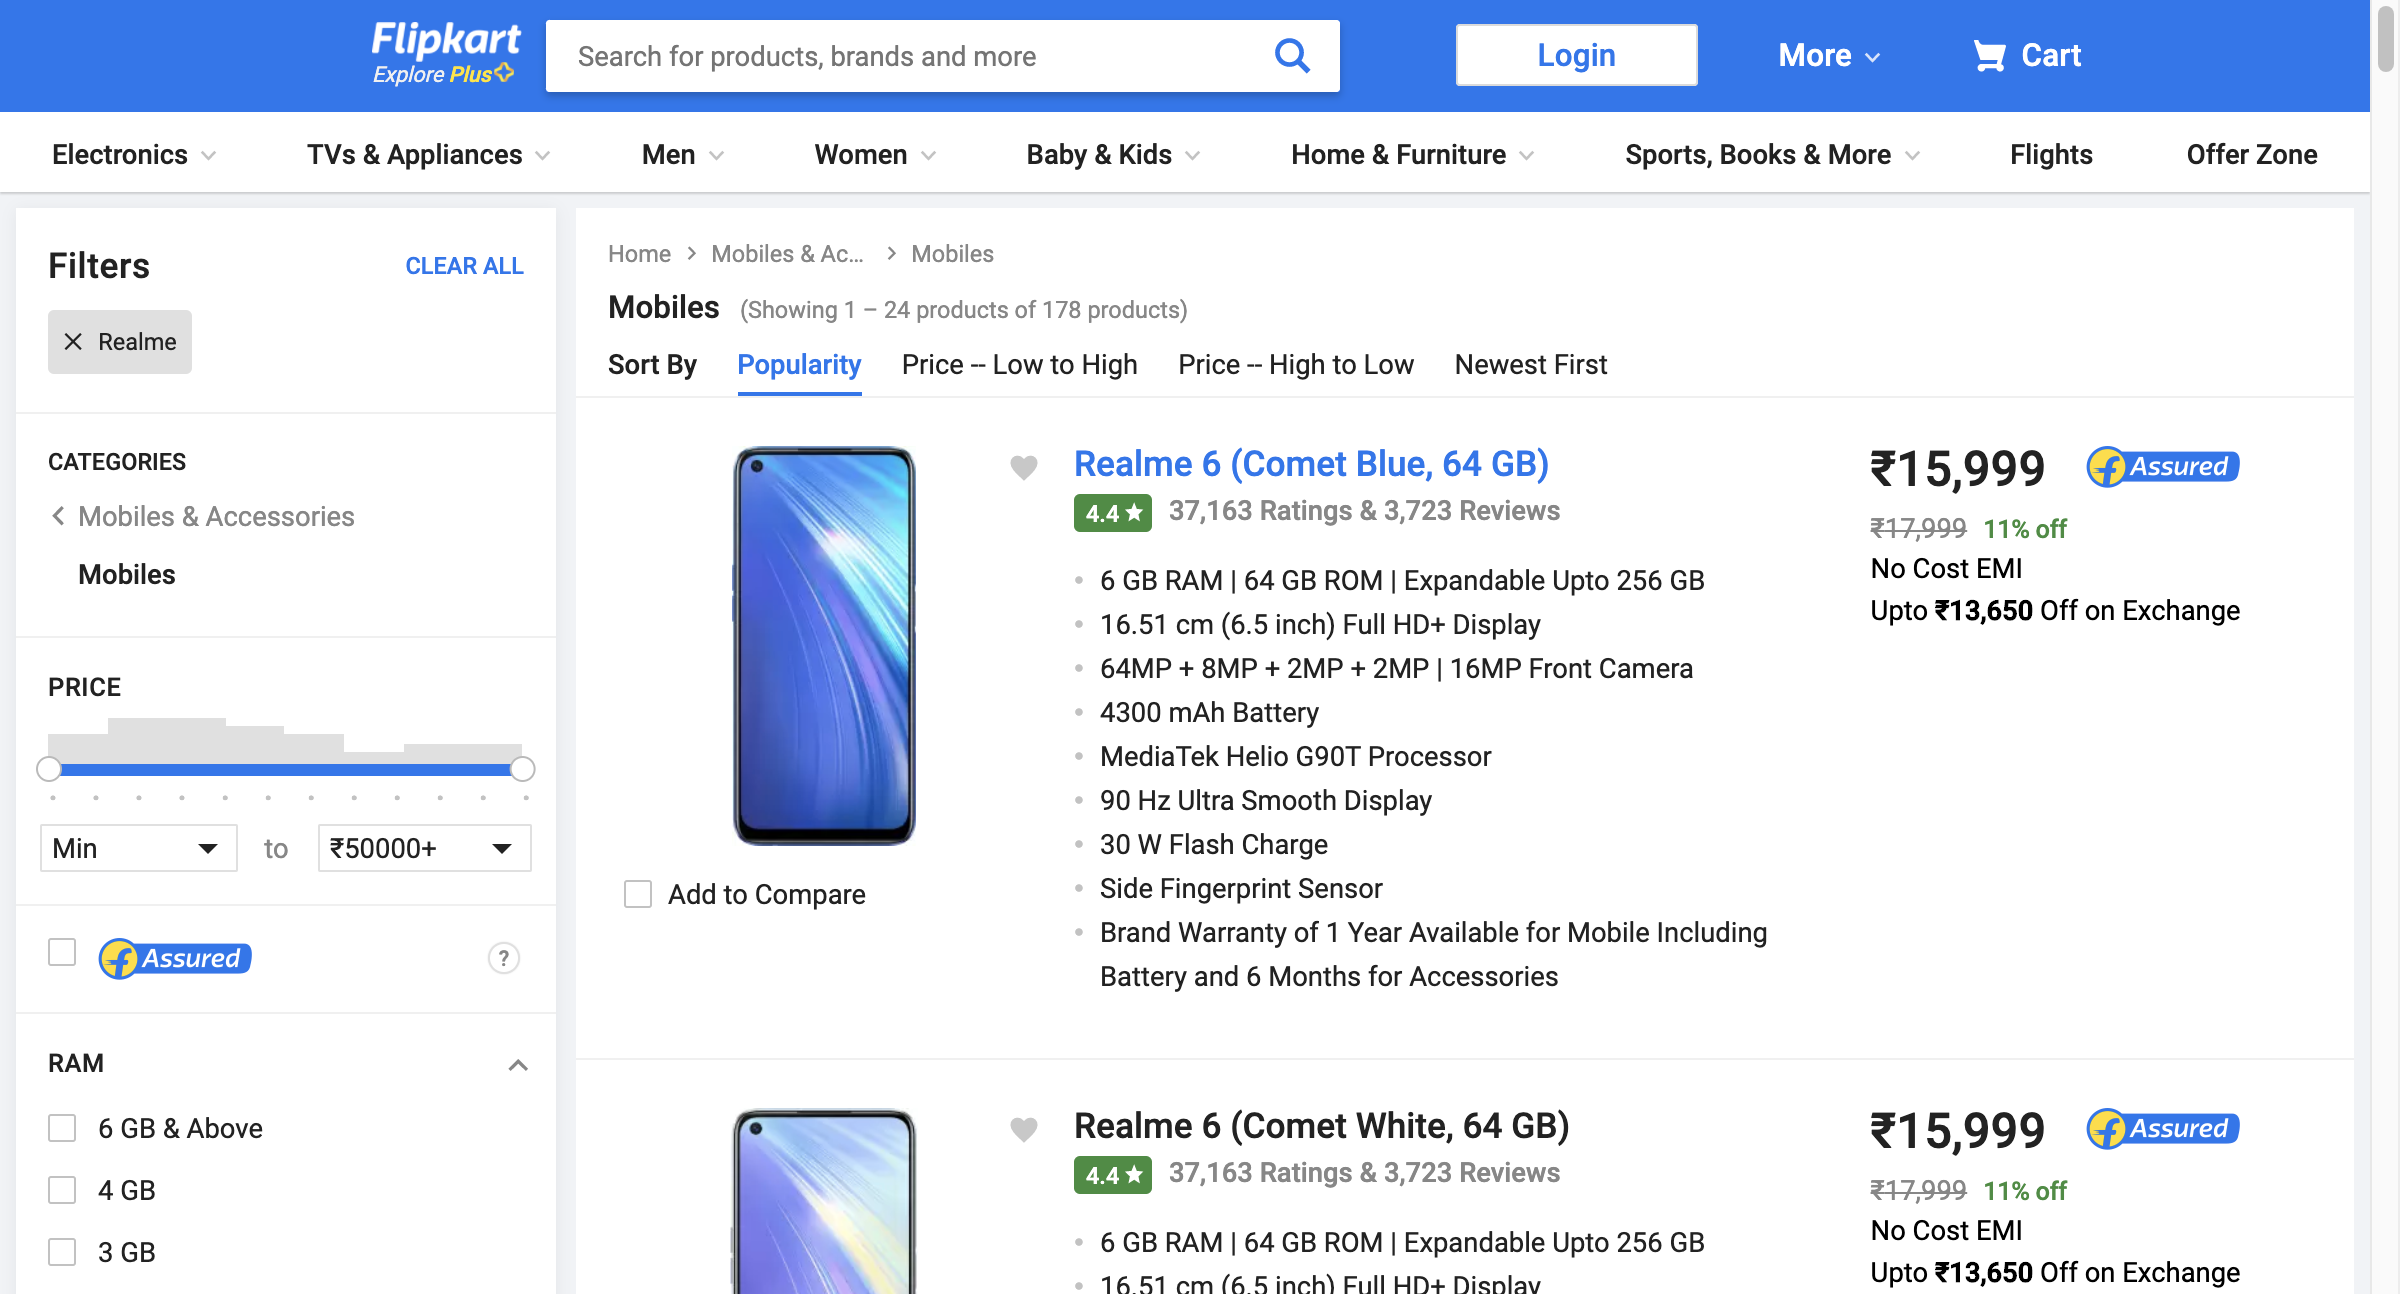 Flipkart
Explore Plus
Search for products, brands and more
Login
More
Cart
Electronics
TVs & Appliances
Men
Women
Baby & Kids
Home & Furniture
Sports, Books & More
Flights
Offer Zone
Filters
CLEAR ALL
Realme
CATEGORIES
Mobiles & Accessories
Mobiles
PRICE
Min
to
₹50000+
Assured
?
RAM
6 GB & Above
4 GB
3 GB
Home
Mobiles & Ac...
Mobiles
Mobiles (Showing 1 – 24 products of 178 products)
Sort By
Popularity
Price -- Low to High
Price -- High to Low
Newest First
Realme 6 (Comet Blue, 64 GB)
4.4 ★ 37,163 Ratings & 3,723 Reviews
6 GB RAM | 64 GB ROM | Expandable Upto 256 GB
16.51 cm (6.5 inch) Full HD+ Display
64MP + 8MP + 2MP + 2MP | 16MP Front Camera
4300 mAh Battery
MediaTek Helio G90T Processor
90 Hz Ultra Smooth Display
30 W Flash Charge
Side Fingerprint Sensor
Brand Warranty of 1 Year Available for Mobile Including
Battery and 6 Months for Accessories
Add to Compare
₹15,999
Assured
₹17,999 11% off
No Cost EMI
Upto ₹13,650 Off on Exchange
Realme 6 (Comet White, 64 GB)
4.4 ★ 37,163 Ratings & 3,723 Reviews
6 GB RAM | 64 GB ROM | Expandable Upto 256 GB
16.51 cm (6.5 inch) Full HD+ Display
₹15,999
Assured
₹17,999 11% off
No Cost EMI
Upto ₹13,650 Off on Exchange